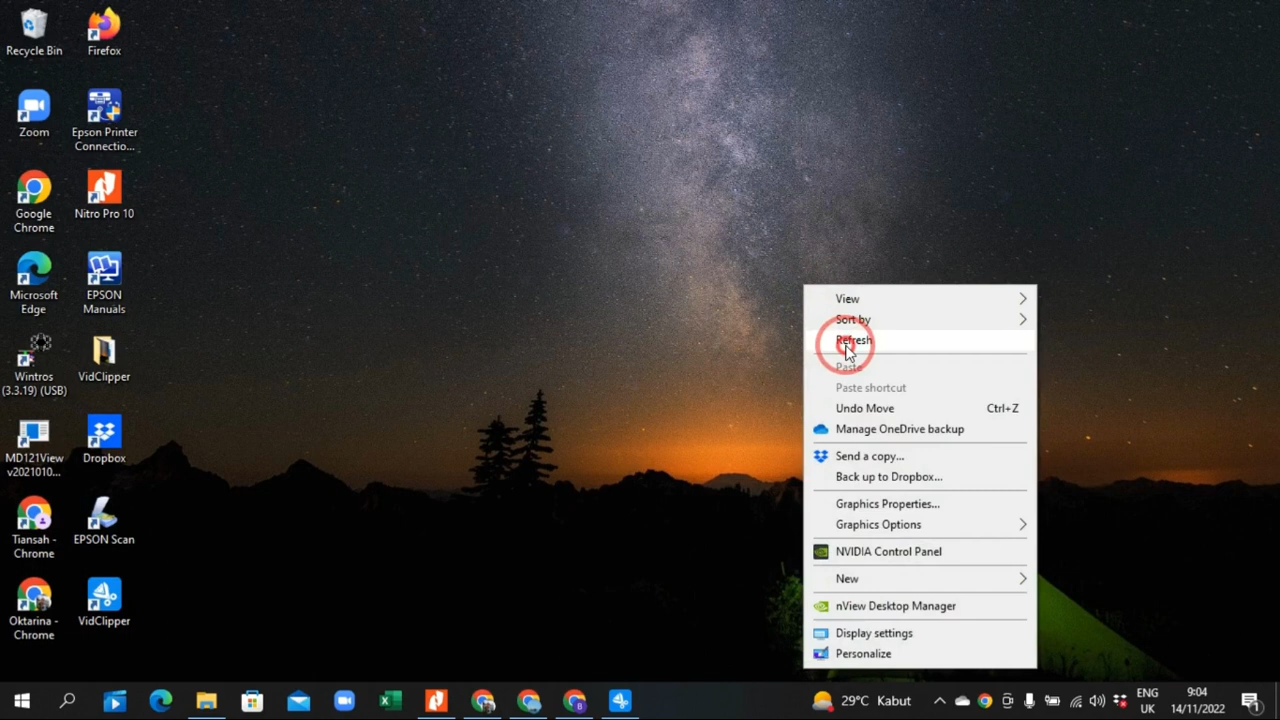 Recycle Bin
Firefox
Zoom
Epson Printer
Connectio...
Google
Chrome
Nitro Pro 10
Microsoft
Edge
EPSON
Manuals
Wintros
(3.3.19) (USB)
VidClipper
MD121View
v2021010...
Dropbox
Tiansah -
Chrome
EPSON Scan
Oktarina -
Chrome
VidClipper
View
Sort by
Refresh
Paste
Paste shortcut
Undo Move Ctrl+Z
Manage OneDrive backup
Send a copy...
Back up to Dropbox...
Graphics Properties...
Graphics Options
NVIDIA Control Panel
New
nView Desktop Manager
Display settings
Personalize
29°C Kabut
ENG
UK
9:04
14/11/2022
1